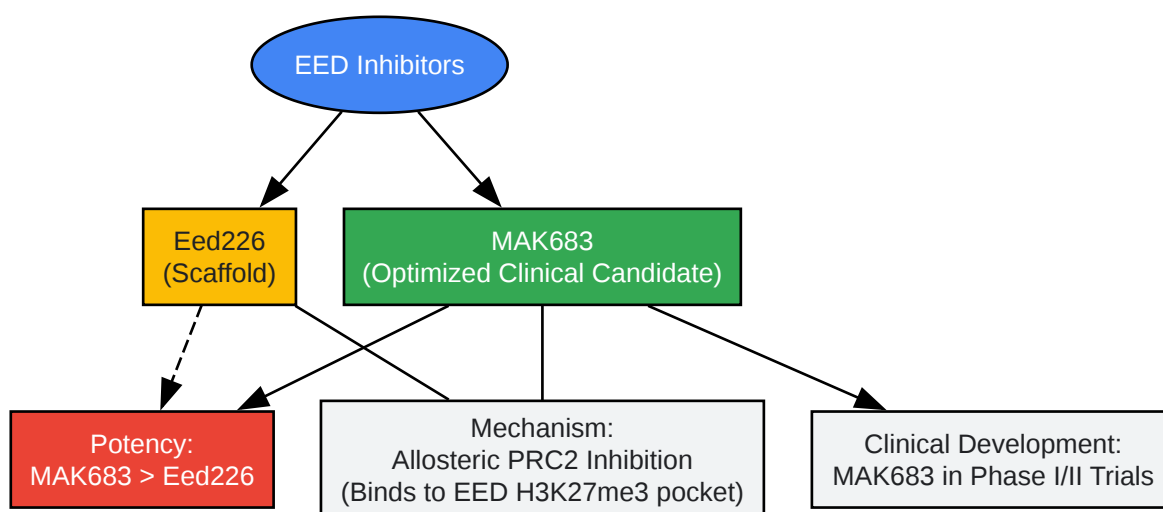 EED Inhibitors
Eed226
(Scaffold)
MAK683
(Optimized Clinical Candidate)
Potency:
MAK683 > Eed226
Mechanism:
Allosteric PRC2 Inhibition
(Binds to EED H3K27me3 pocket)
Clinical Development:
MAK683 in Phase I/II Trials